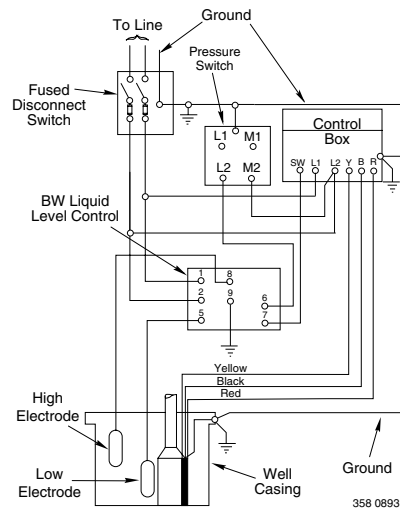 To Line
Ground
Pressure
Switch
Fused
Disconnect
Switch
L1 M1
L2 M2
Control
Box
SW L1 L2 Y B R
BW Liquid
Level Control
1
8
2
9
6
5
7
Yellow
Black
Red
High
Electrode
Low
Electrode
Well
Casing
Ground
358 0893